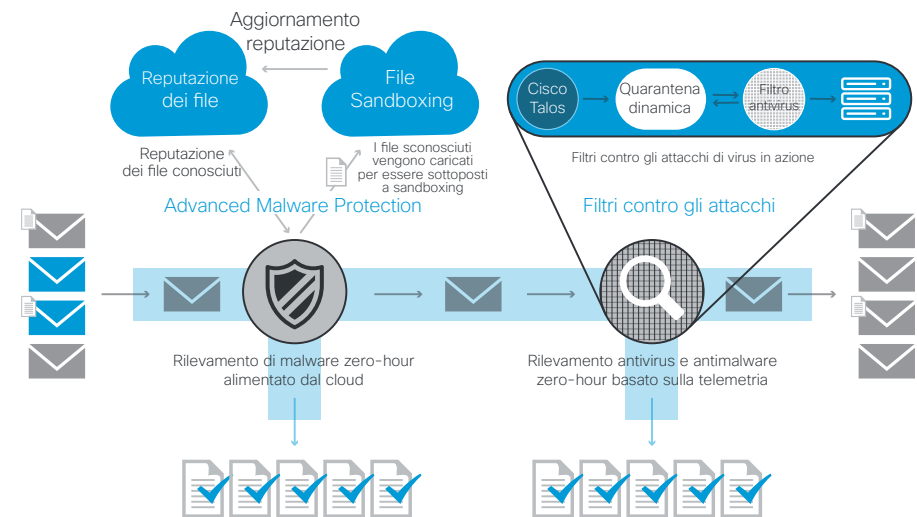 Aggiornamento
reputazione
Reputazione
dei file
File
Sandboxing
Cisco
Talos
Quarantena
dinamica
Filtro
antivirus
Filtri contro gli attacchi di virus in azione
Reputazione
dei file conosciuti
I file sconosciuti
vengono caricati
per essere sottoposti
a sandboxing
Advanced Malware Protection
Filtri contro gli attacchi
Rilevamento di malware zero-hour
alimentato dal cloud
Rilevamento antivirus e antimalware
zero-hour basato sulla telemetria